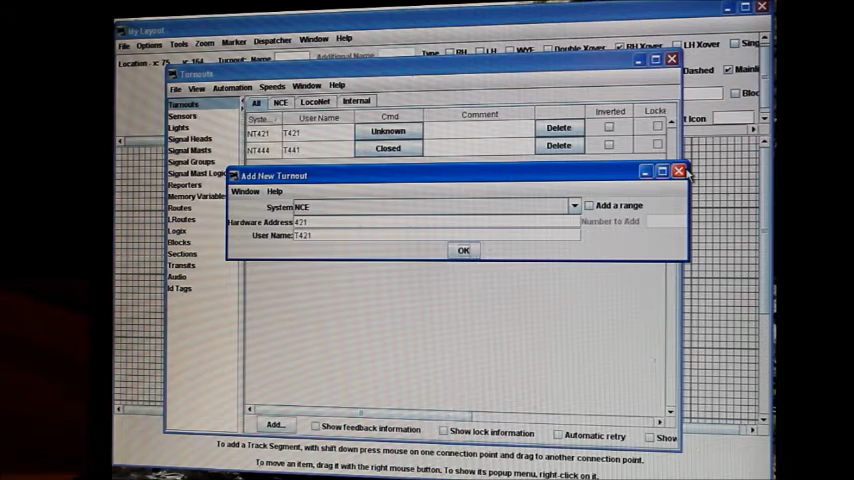 My Layout
File Options Tools Zoom Marker Dispatcher Window Help
Location - x: 75, y: 164 Turnout: Name Additional Name Type RH LH WYE Double Xover RH Xover LH Xover Sing
Turnouts
Dashed Mainli
File View Automation Speeds Window Help
Bloc
t Icon
All NCE LocoNet Internal
Turnouts
Sensors
Lights
Signal Heads
Signal Masts
Signal Groups
Signal Mast Logic
Reporters
Memory Variable
Routes
LRoutes
Logix
Blocks
Sections
Transits
Audio
Id Tags
Syste... User Name Cmd Comment Inverted Locke
NT421 T421 Unknown Delete
NT444 T441 Closed Delete
Add New Turnout
Window Help
System NCE Add a range
Hardware Address 421 Number to Add
User Name: T421
OK
Add... Show feedback information Show lock information Automatic retry Show
To add a Track Segment, with shift down press mouse on one connection point and drag to another connection point.
To move an item, drag it with the right mouse button. To show its popup menu, right-click on it.